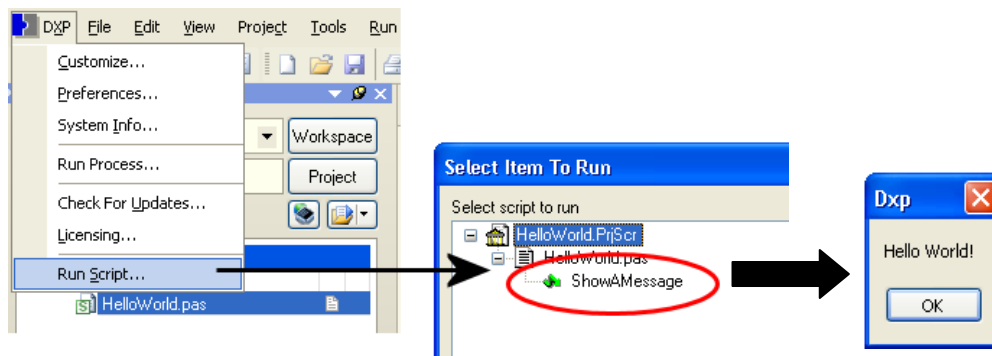 DXP File Edit View Project Tools Run
Customize...
Preferences...
System Info...
Run Process...
Check For Updates...
Licensing...
Run Script...
Workspace
Project
HelloWorld.pas
Select Item To Run
Select script to run
HelloWorld.PrjScr
HelloWorld.pas
ShowAMessage
Dxp
Hello World!
OK